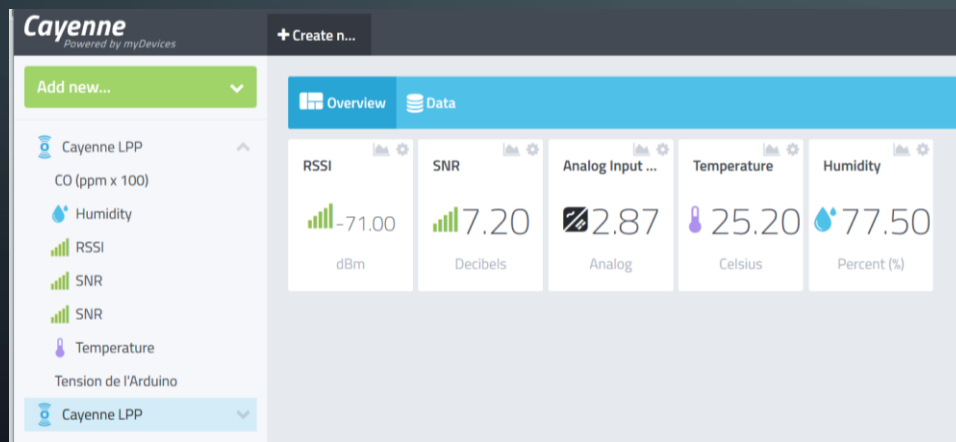 Cayenne
Powered by myDevices
+ Create n...
Add new...
Cayenne LPP
CO (ppm x 100)
Humidity
RSSI
SNR
SNR
Temperature
Tension de l'Arduino
Cayenne LPP
Overview
Data
RSSI
-71.00
dBm
SNR
7.20
Decibels
Analog Input ...
2.87
Analog
Temperature
25.20
Celsius
Humidity
77.50
Percent (%)